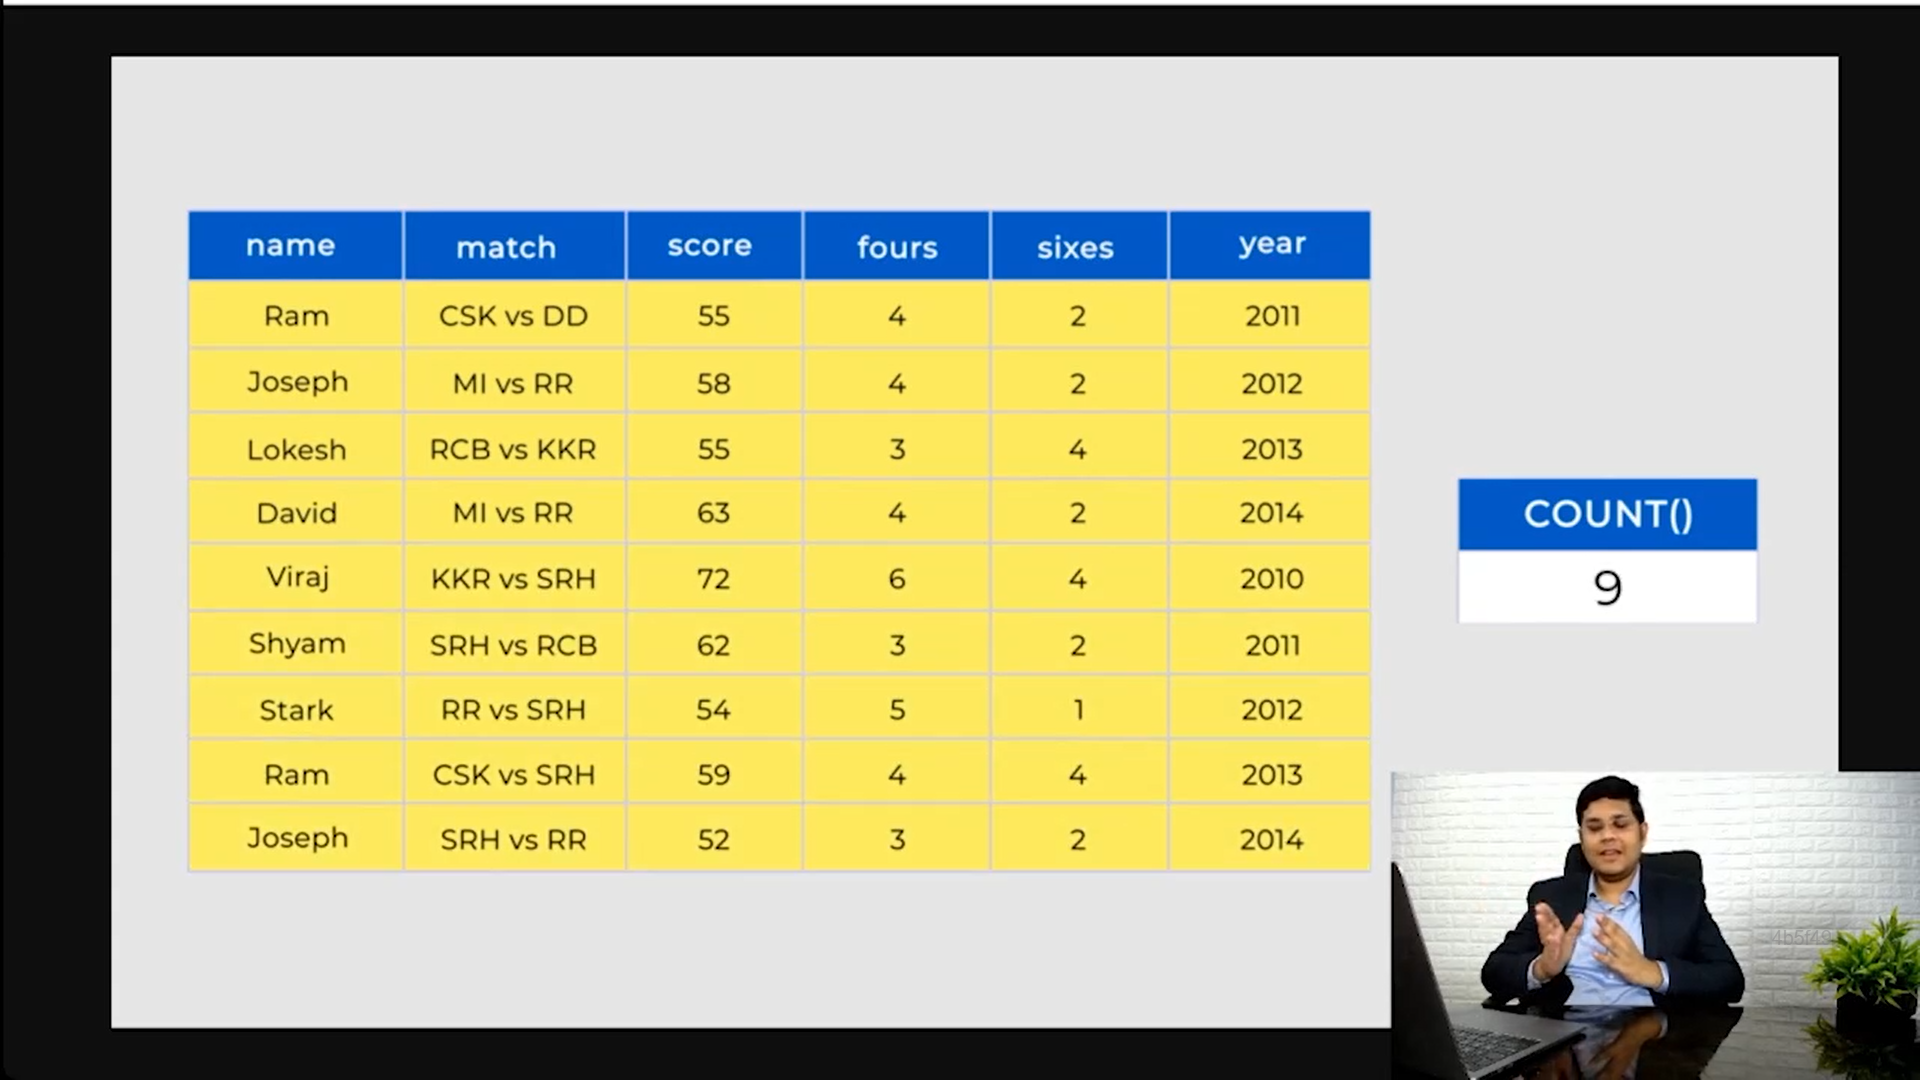 name match score fours sixes year
Ram CSK vs DD 55 4 2 2011
Joseph MI vs RR 58 4 2 2012
Lokesh RCB vs KKR 55 3 4 2013
David MI vs RR 63 4 2 2014
Viraj KKR vs SRH 72 6 4 2010
Shyam SRH vs RCB 62 3 2 2011
Stark RR vs SRH 54 5 1 2012
Ram CSK vs SRH 59 4 4 2013
Joseph SRH vs RR 52 3 2 2014
COUNT()
9